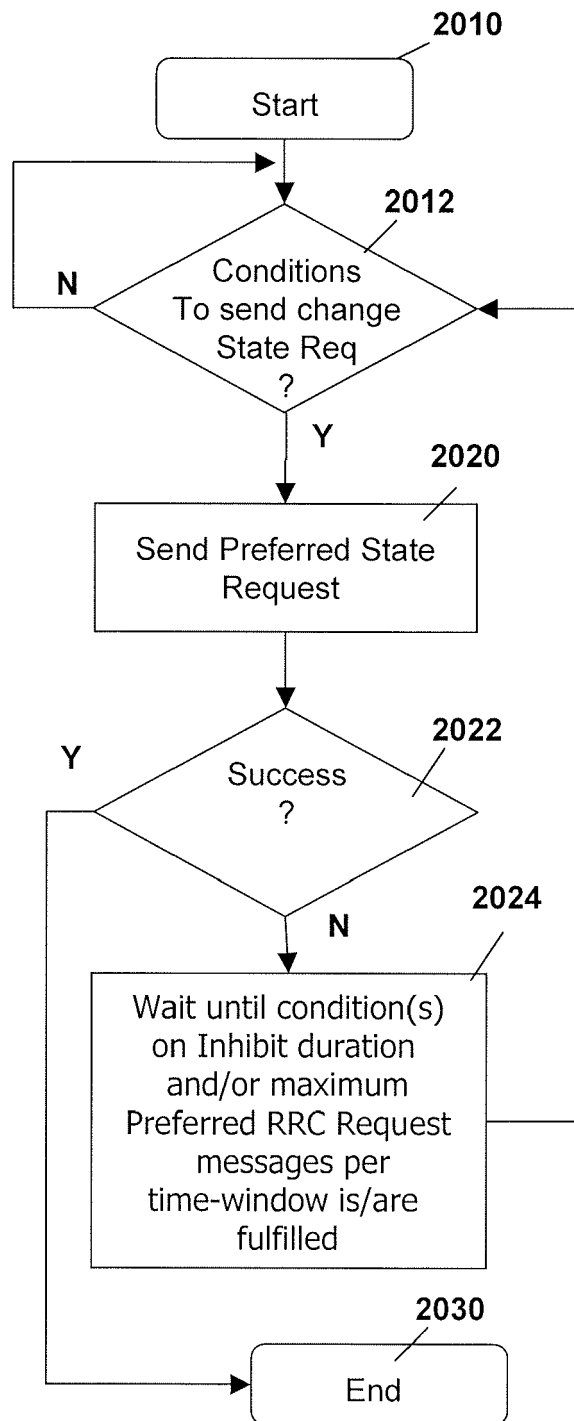 2010
Start
2012
Conditions
To send change
State Req
?
N
Y
2020
Send Preferred State
Request
2022
Y
Success
?
N
2024
Wait until condition(s)
on Inhibit duration
and/or maximum
Preferred RRC Request
messages per
time-window is/are
fulfilled
2030
End